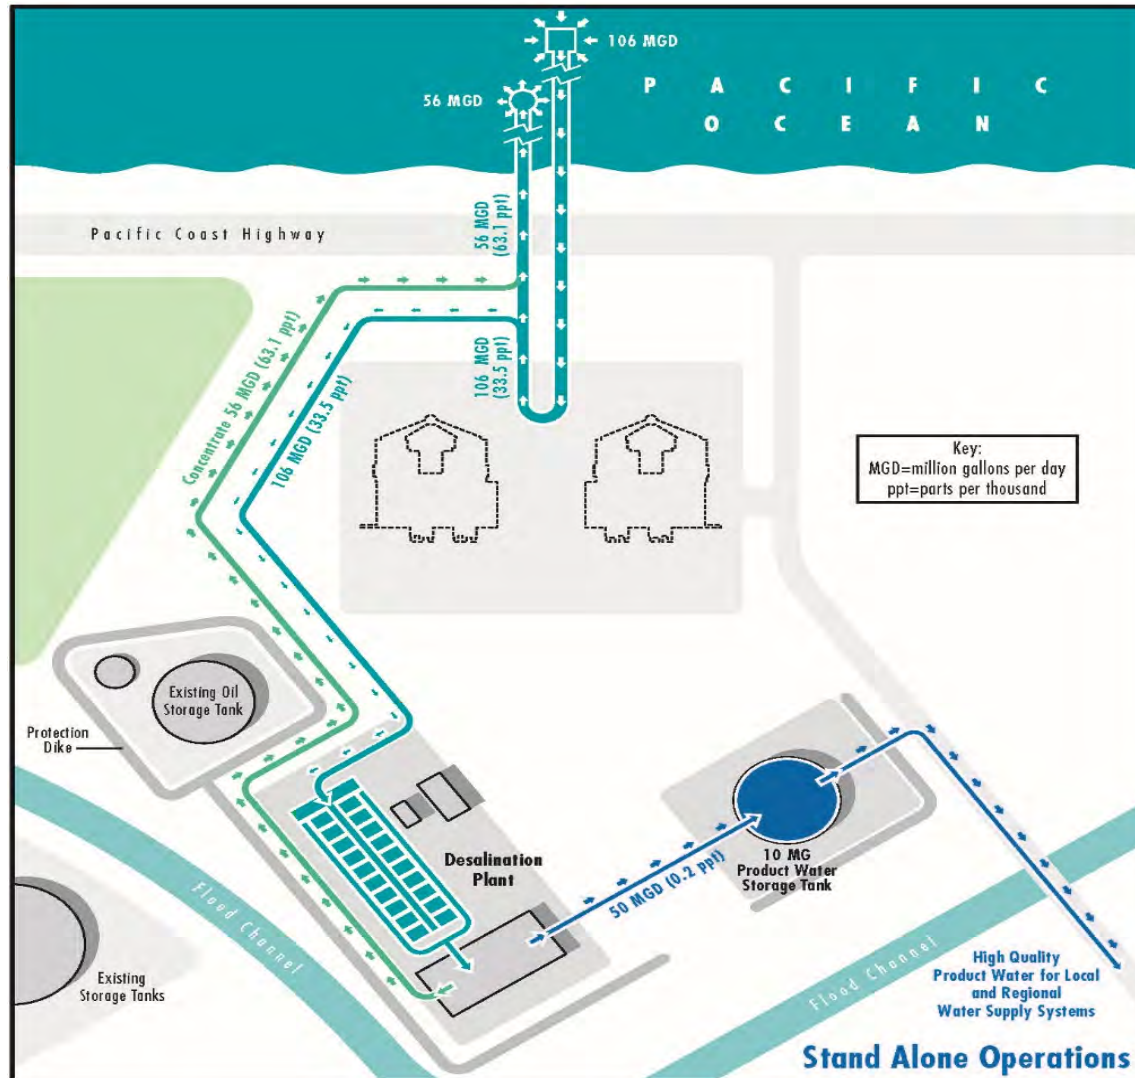 106 MGD
56 MGD
P A C I F I C
O C E A N
Pacific Coast Highway
56 MGD
(63.1 ppt)
Concentrate 56 MGD (63.1 ppt)
106 MGD (33.5 ppt)
106 MGD
(33.5 ppt)
Key:
MGD=million gallons per day
ppt=parts per thousand
Existing Oil
Storage Tank
Protection
Dike
Desalination
Plant
10 MG
Product Water
Storage Tank
50 MGD (0.2 ppt)
Flood Channel
Flood Channel
Existing
Storage Tanks
High Quality
Product Water for Local
and Regional
Water Supply Systems
Stand Alone Operations